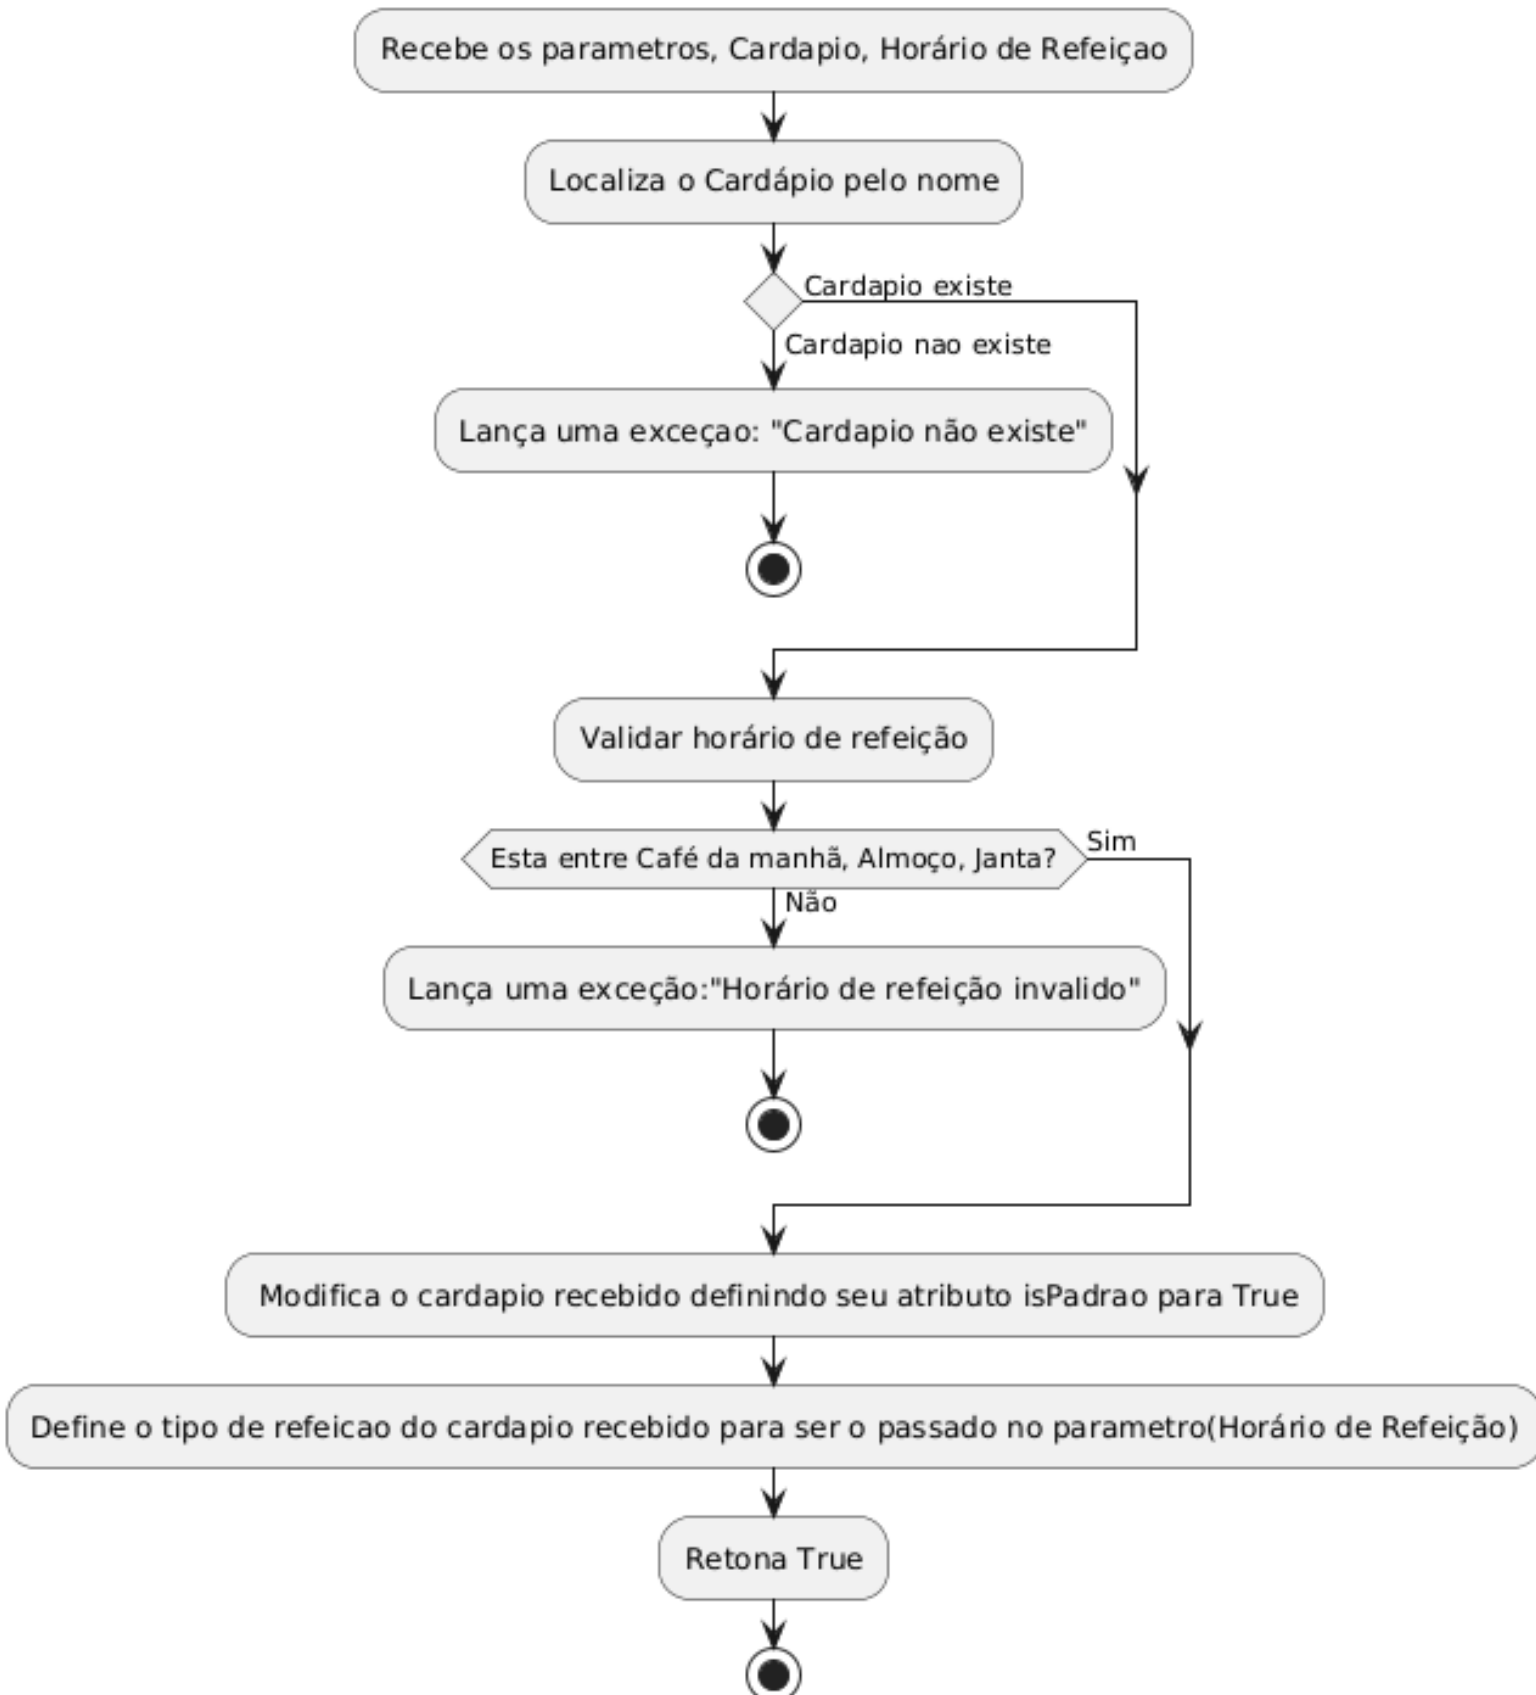 Recebe os parametros, Cardapio, Horário de Refeiçao
Localiza o Cardápio pelo nome
Cardapio existe
Cardapio nao existe
Lança uma exceçao: "Cardapio não existe"
Validar horário de refeição
Esta entre Café da manhã, Almoço, Janta?
Sim
Não
Lança uma exceção:"Horário de refeição invalido"
Modifica o cardapio recebido definindo seu atributo isPadrao para True
Define o tipo de refeicao do cardapio recebido para ser o passado no parametro(Horário de Refeição)
Retona True